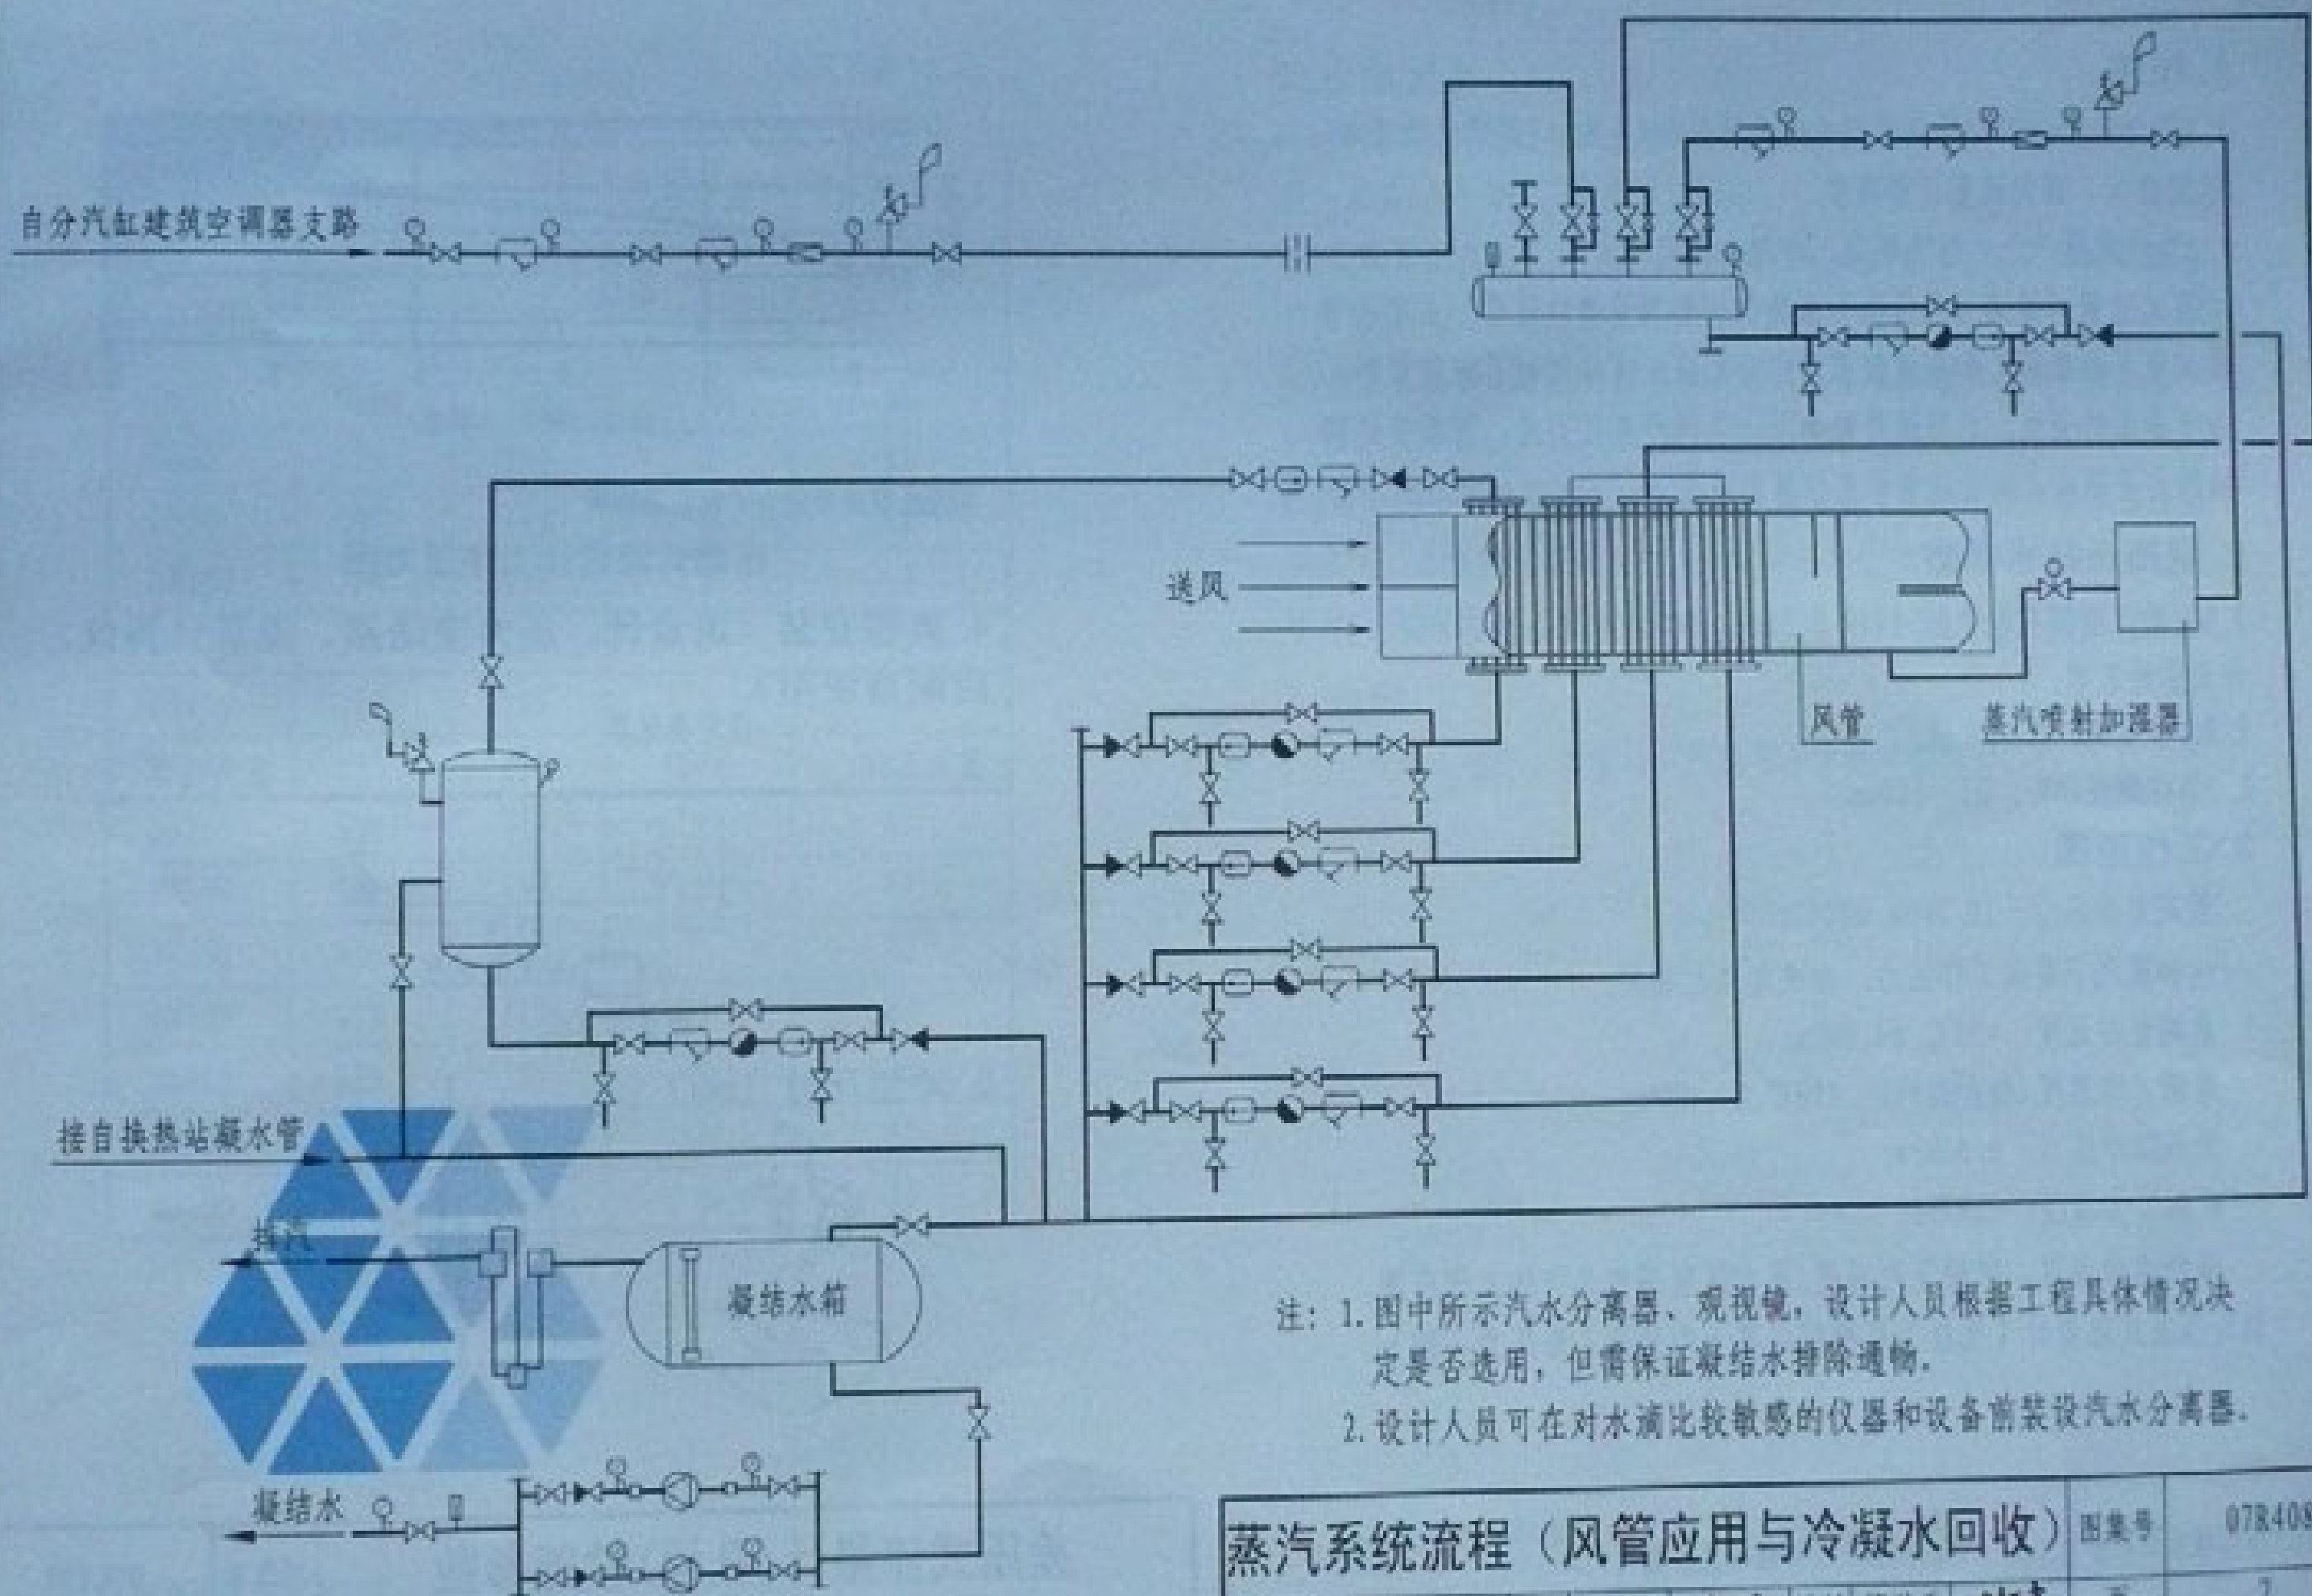 自分汽缸建筑空调器支路
送风
风管
蒸汽喷射加湿器
接自换热站凝水管
排汽
凝结水箱
注: 1.图中所示汽水分离器、观视镜，设计人员根据工程具体情况决
定是否选用，但需保证凝结水排除通畅.
2.设计人员可在对水滴比较敏感的仪器和设备前装设汽水分离器.
凝结水
蒸汽系统流程（风管应用与冷凝水回收） 图集号 07R408